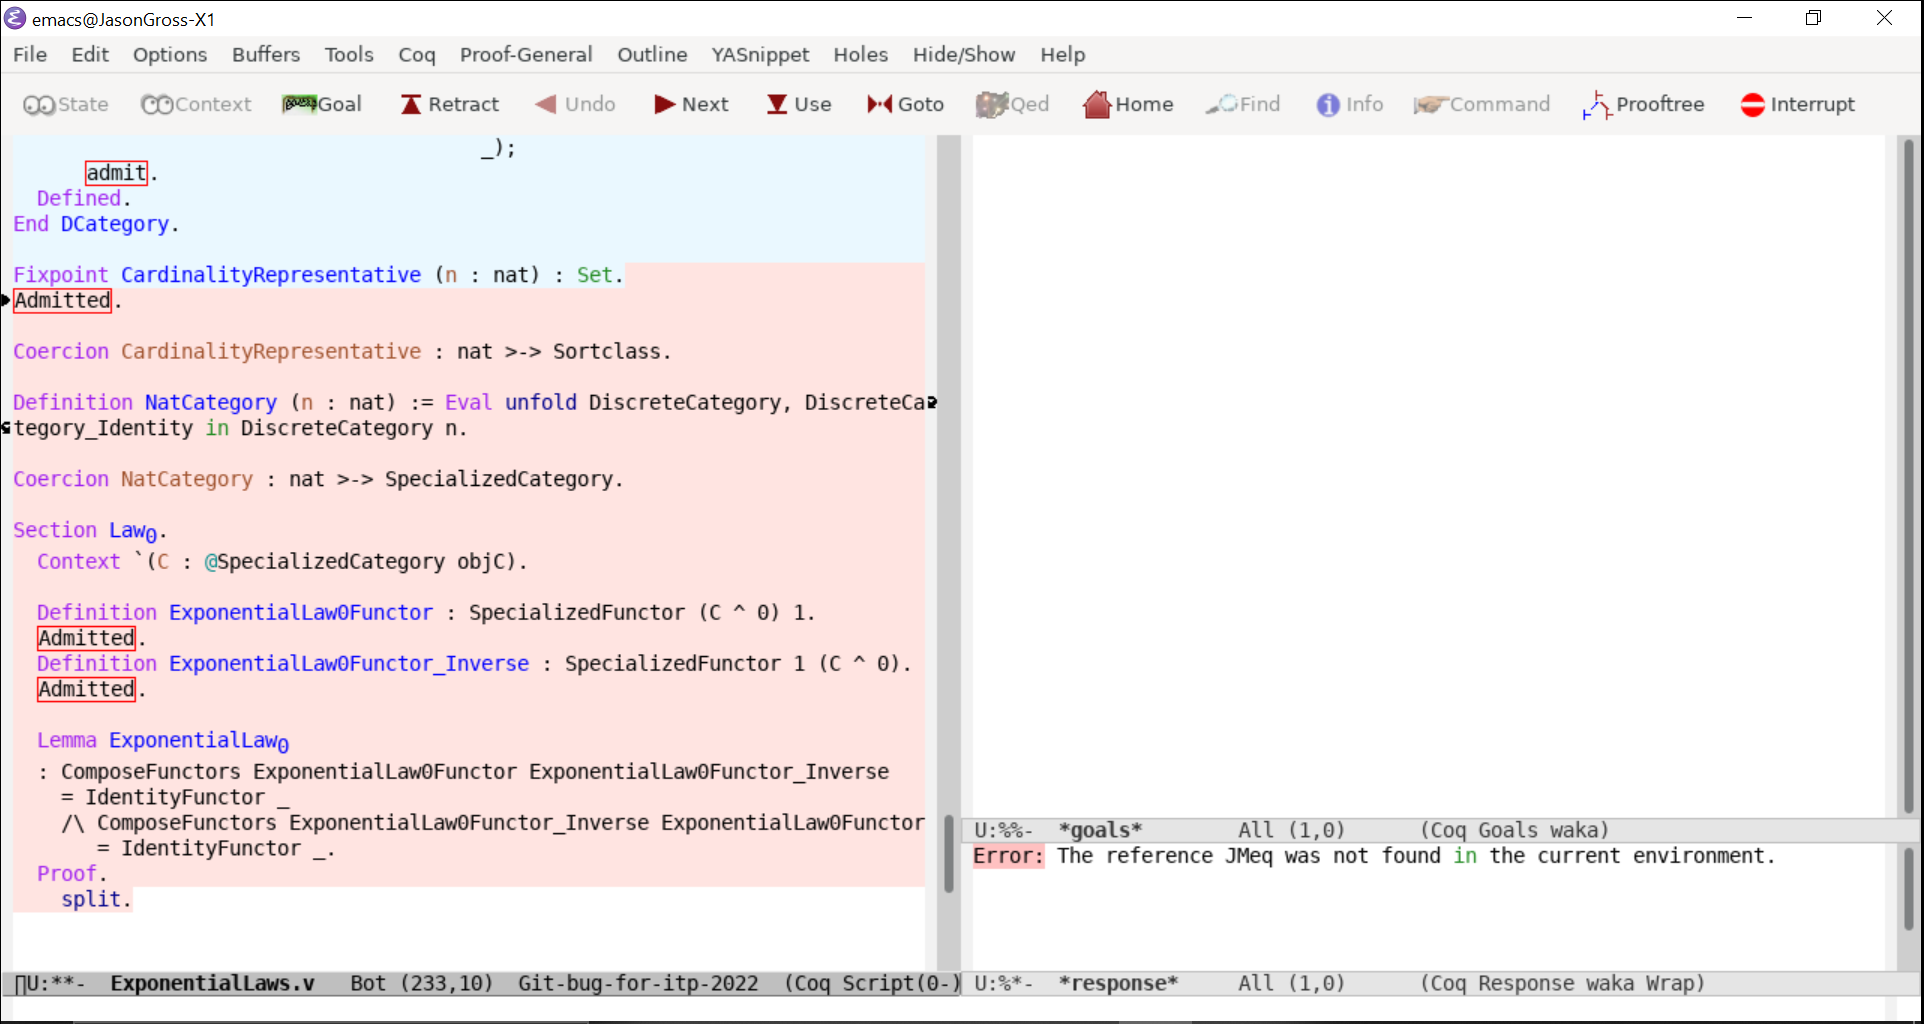 emacs@JasonGross-X1
File Edit Options Buffers Tools Coq Proof-General Outline YASnippet Holes Hide/Show Help
State Context Goal Retract Undo Next Use Goto Qed Home Find Info Command Prooftree Interrupt
_);
admit.
Defined.
End DCategory.
Fixpoint CardinalityRepresentative (n : nat) : Set.
Admitted.
Coercion CardinalityRepresentative : nat >-> Sortclass.
Definition NatCategory (n : nat) := Eval unfold DiscreteCategory, DiscreteCa
tegory_Identity in DiscreteCategory n.
Coercion NatCategory : nat >-> SpecializedCategory.
Section Law₀.
Context `(C : @SpecializedCategory objC).
Definition ExponentialLaw0Functor : SpecializedFunctor (C ^ 0) 1.
Admitted.
Definition ExponentialLaw0Functor_Inverse : SpecializedFunctor 1 (C ^ 0).
Admitted.
Lemma ExponentialLaw₀
: ComposeFunctors ExponentialLaw0Functor ExponentialLaw0Functor_Inverse
= IdentityFunctor _
/\ ComposeFunctors ExponentialLaw0Functor_Inverse ExponentialLaw0Functor
= IdentityFunctor _.
Proof.
split.
U:**- ExponentialLaws.v Bot (233,10) Git-bug-for-itp-2022 (Coq Script(0-)
U:%%- *goals* All (1,0) (Coq Goals waka)
Error: The reference JMeq was not found in the current environment.
U:%*- *response* All (1,0) (Coq Response waka Wrap)